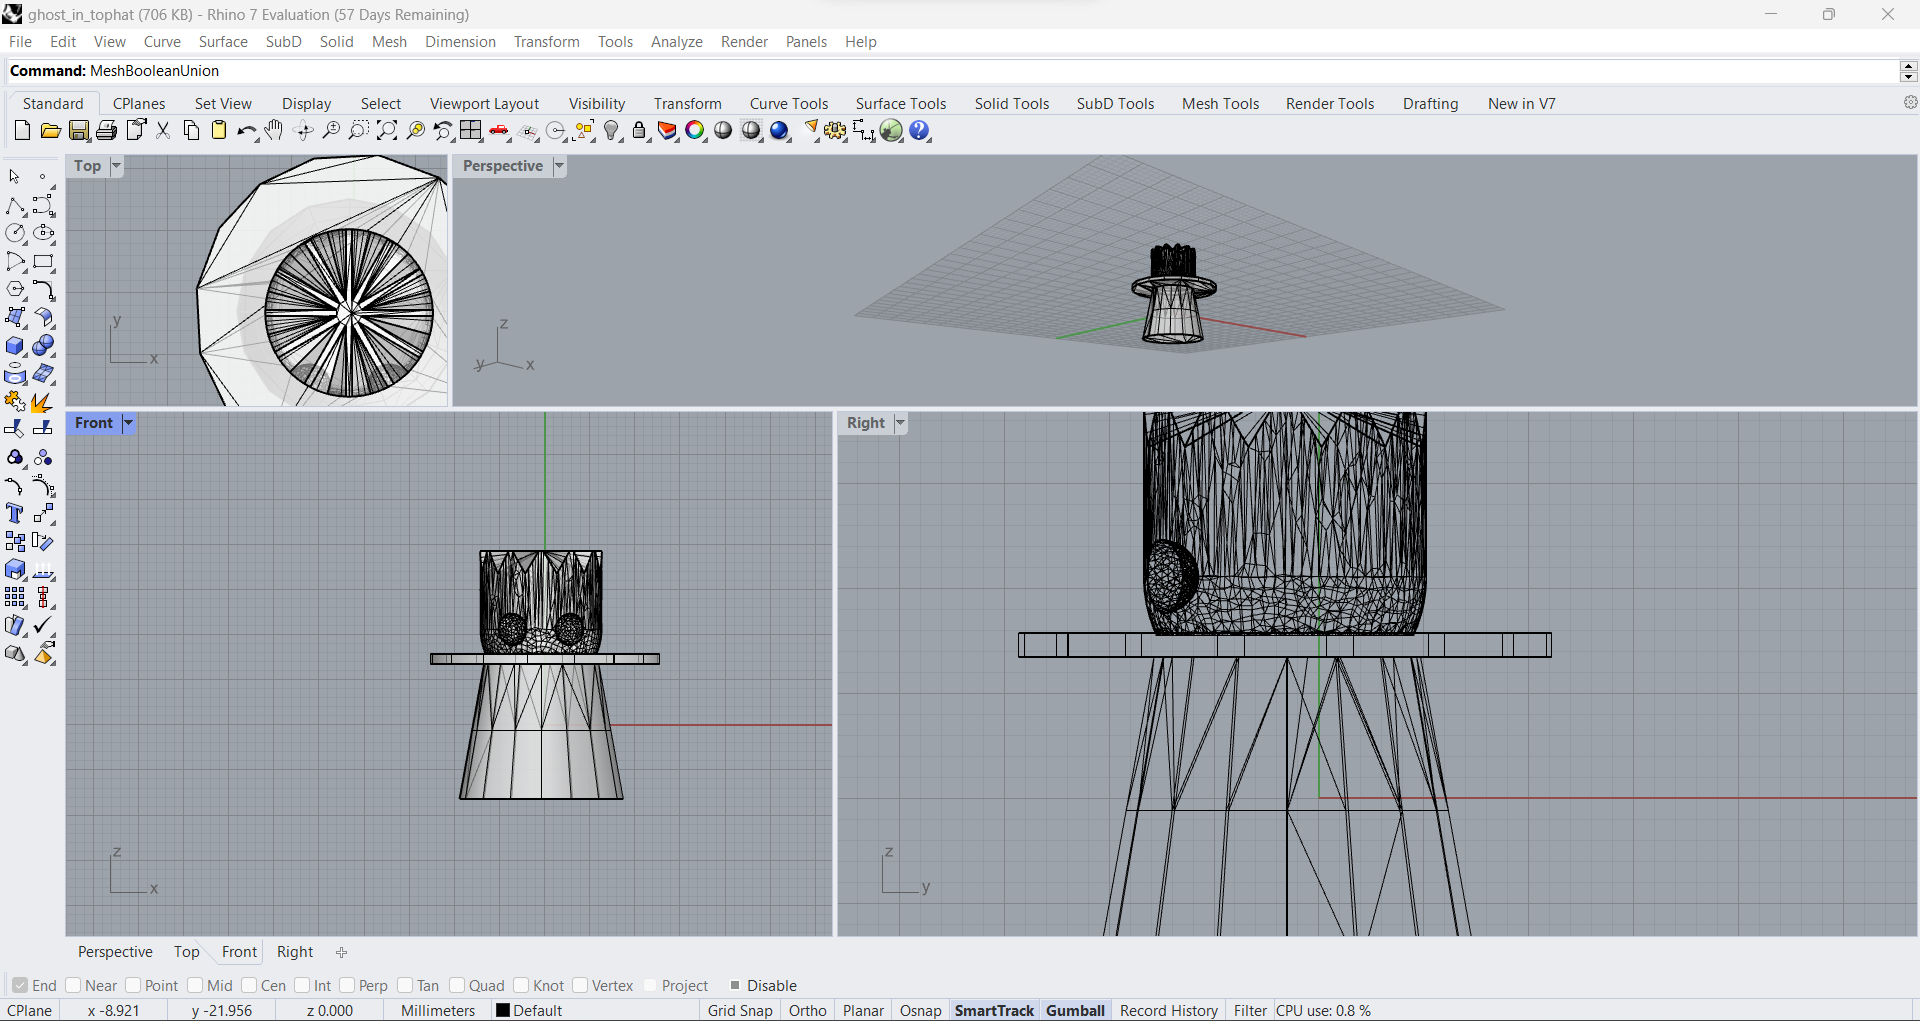 ghost_in_tophat (706 KB) - Rhino 7 Evaluation (57 Days Remaining)
File Edit View Curve Surface SubD Solid Mesh Dimension Transform Tools Analyze Render Panels Help
Command: MeshBooleanUnion
Standard CPlanes Set View Display Select Viewport Layout Visibility Transform Curve Tools Surface Tools Solid Tools SubD Tools Mesh Tools Render Tools Drafting New in V7
Top
Perspective
y
x
z
y
x
Front
Right
z
x
z
y
Perspective Top Front Right
End Near Point Mid Cen Int Perp Tan Quad Knot Vertex Project Disable
CPlane x -8.921 y -21.956 z 0.000 Millimeters Default Grid Snap Ortho Planar Osnap SmartTrack Gumball Record History Filter CPU use: 0.8 %